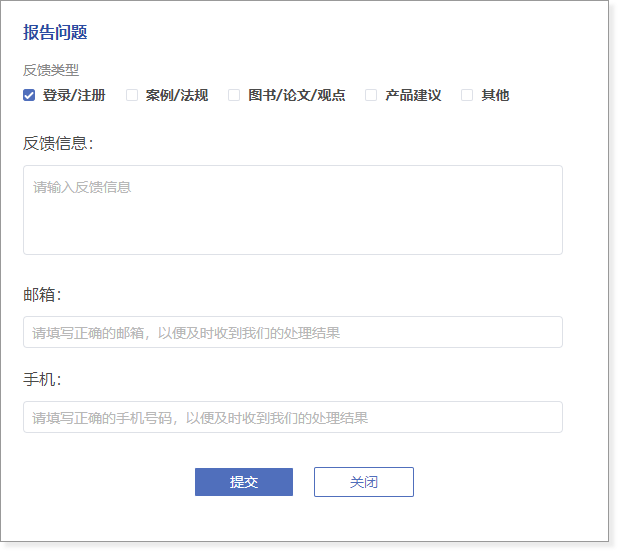 报告问题
反馈类型
登录/注册 案例/法规 图书/论文/观点 产品建议 其他
反馈信息：
请输入反馈信息
邮箱：
请填写正确的邮箱，以便及时收到我们的处理结果
手机：
请填写正确的手机号码，以便及时收到我们的处理结果
提交 关闭